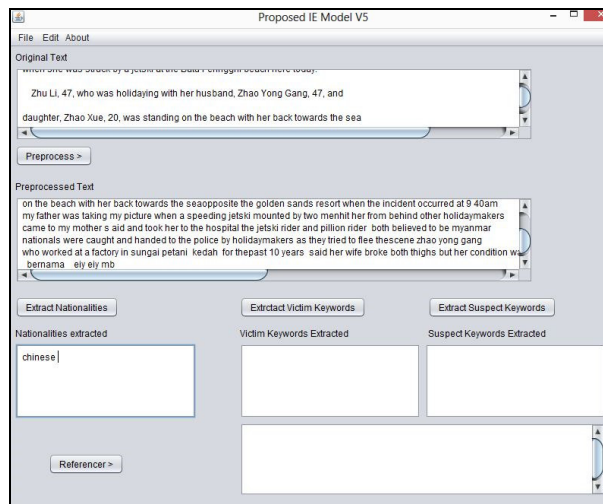 Proposed IE Model V5
File Edit About
Original Text
when she was struck by a jetski at the Batu Ferringhi beach here today.
Zhu Li, 47, who was holidaying with her husband, Zhao Yong Gang, 47, and
daughter, Zhao Xue, 20, was standing on the beach with her back towards the sea
Preprocess >
Preprocessed Text
on the beach with her back towards the seaopposite the golden sands resort when the incident occurred at 9 40am
my father was taking my picture when a speeding jetski mounted by two menhit her from behind other holidaymakers
came to my mother s aid and took her to the hospital the jetski rider and pillion rider both believed to be myanmar
nationals were caught and handed to the police by holidaymakers as they tried to flee thescene zhao yong gang
who worked at a factory in sungai petani kedah for thepast 10 years said her wife broke both thighs but her condition w
bernama eiy eiy mb
Extract Nationalities Extrctact Victim Keywords Extract Suspect Keywords
Nationalities extracted Victim Keywords Extracted Suspect Keywords Extracted
chinese
Referencer >